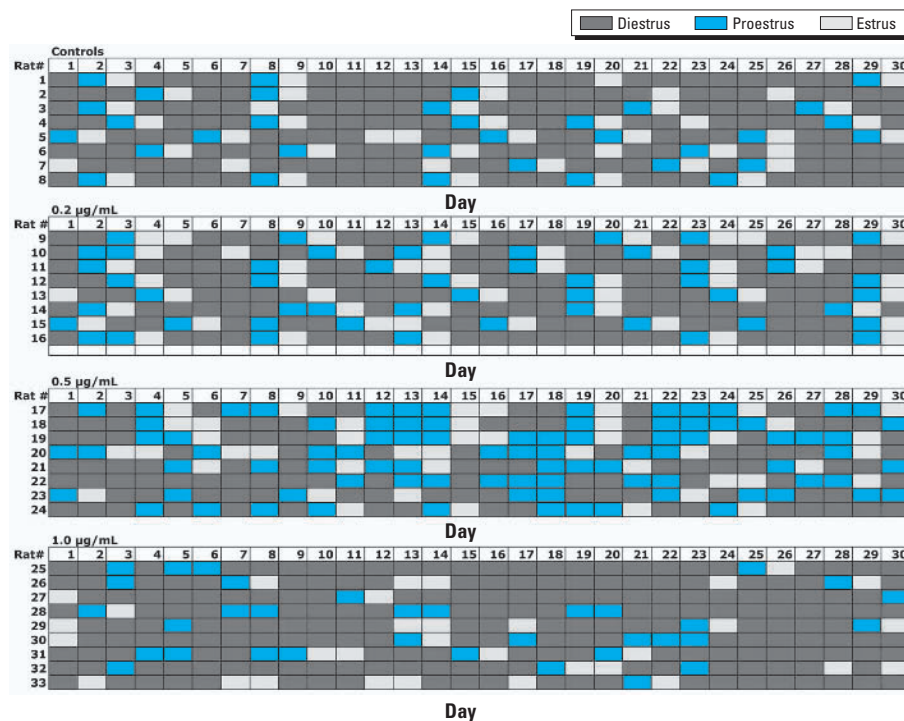 Diestrus Proestrus Estrus
Controls
Rat# 1 2 3 4 5 6 7 8 9 10 11 12 13 14 15 16 17 18 19 20 21 22 23 24 25 26 27 28 29 30
1
2
3
4
5
6
7
8
Day
0.2 µg/mL
Rat # 1 2 3 4 5 6 7 8 9 10 11 12 13 14 15 16 17 18 19 20 21 22 23 24 25 26 27 28 29 30
9
10
11
12
13
14
15
16
Day
0.5 µg/mL
Rat # 1 2 3 4 5 6 7 8 9 10 11 12 13 14 15 16 17 18 19 20 21 22 23 24 25 26 27 28 29 30
17
18
19
20
21
22
23
24
Day
1.0 µg/mL
Rat# 1 2 3 4 5 6 7 8 9 10 11 12 13 14 15 16 17 18 19 20 21 22 23 24 25 26 27 28 29 30
25
26
27
28
29
30
31
32
33
Day